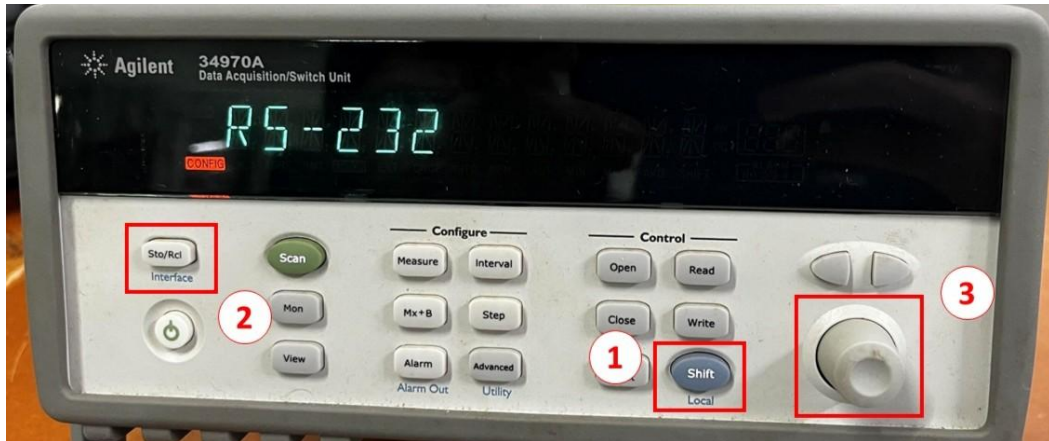 Agilent 34970A
Data Acquisition/Switch Unit
RS-232
CONFIG
Configure
Control
Sto/Rcl
Interface
Scan
Measure
Interval
Open
Read
2
Mon
Mx+B
Step
Close
Write
3
View
Alarm
Alarm Out
Advanced
Utility
1
Shift
Local